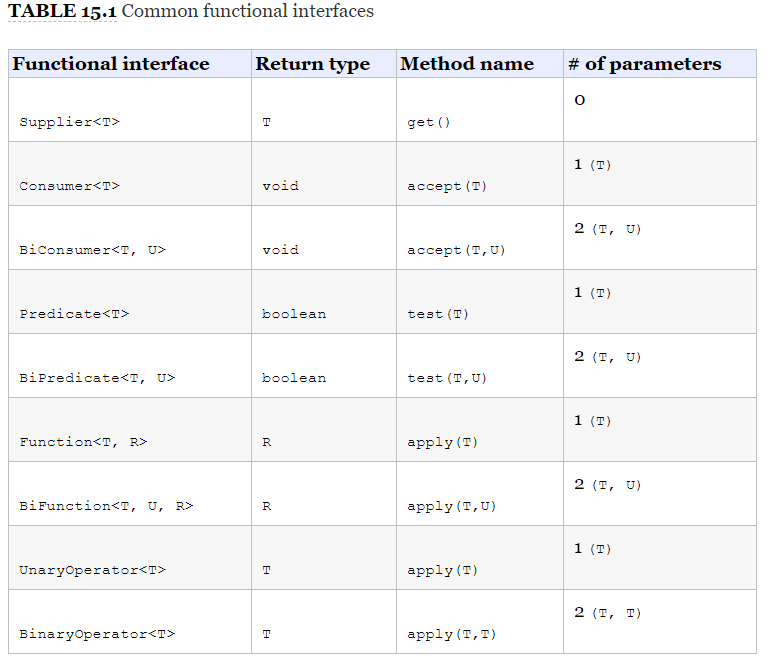 TABLE 15.1 Common functional interfaces
Functional interface Return type Method name # of parameters
Supplier<T> T get() 0
Consumer<T> void accept(T) 1 (T)
BiConsumer<T, U> void accept(T,U) 2 (T, U)
Predicate<T> boolean test(T) 1 (T)
BiPredicate<T, U> boolean test(T,U) 2 (T, U)
Function<T, R> R apply(T) 1 (T)
BiFunction<T, U, R> R apply(T,U) 2 (T, U)
UnaryOperator<T> T apply(T) 1 (T)
BinaryOperator<T> T apply(T,T) 2 (T, T)